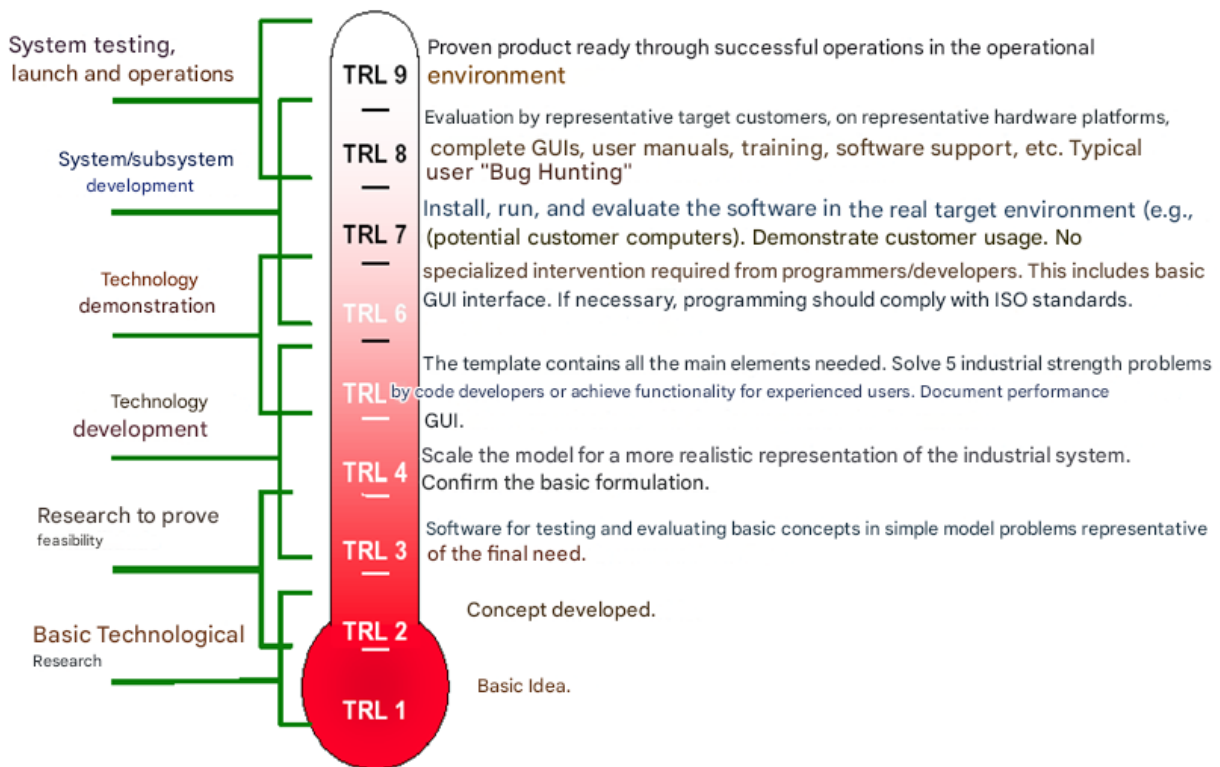 System testing,
launch and operations
System/subsystem
development
Technology
demonstration
Technology
development
Research to prove
feasibility
Basic Technological
Research
TRL 9
TRL 8
TRL 7
TRL 6
TRL
TRL 4
TRL 3
TRL 2
TRL 1
Proven product ready through successful operations in the operational
environment
Evaluation by representative target customers, on representative hardware platforms,
complete GUIs, user manuals, training, software support, etc. Typical
user "Bug Hunting"
Install, run, and evaluate the software in the real target environment (e.g.,
(potential customer computers). Demonstrate customer usage. No
specialized intervention required from programmers/developers. This includes basic
GUI interface. If necessary, programming should comply with ISO standards.
The template contains all the main elements needed. Solve 5 industrial strength problems
by code developers or achieve functionality for experienced users. Document performance
GUI.
Scale the model for a more realistic representation of the industrial system.
Confirm the basic formulation.
Software for testing and evaluating basic concepts in simple model problems representative
of the final need.
Concept developed.
Basic Idea.